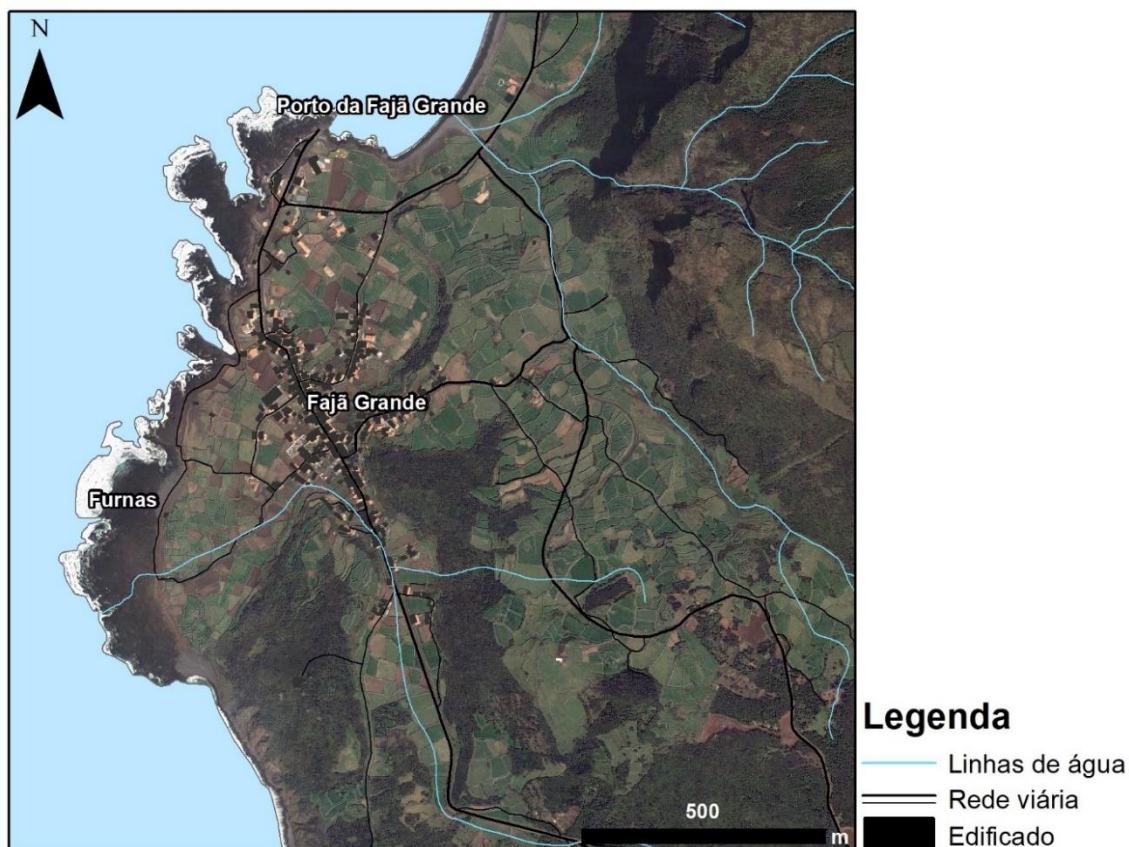 N
Porto da Fajã Grande
Fajã Grande
Furnas
500
m
Legenda
Linhas de água
Rede viária
Edificado